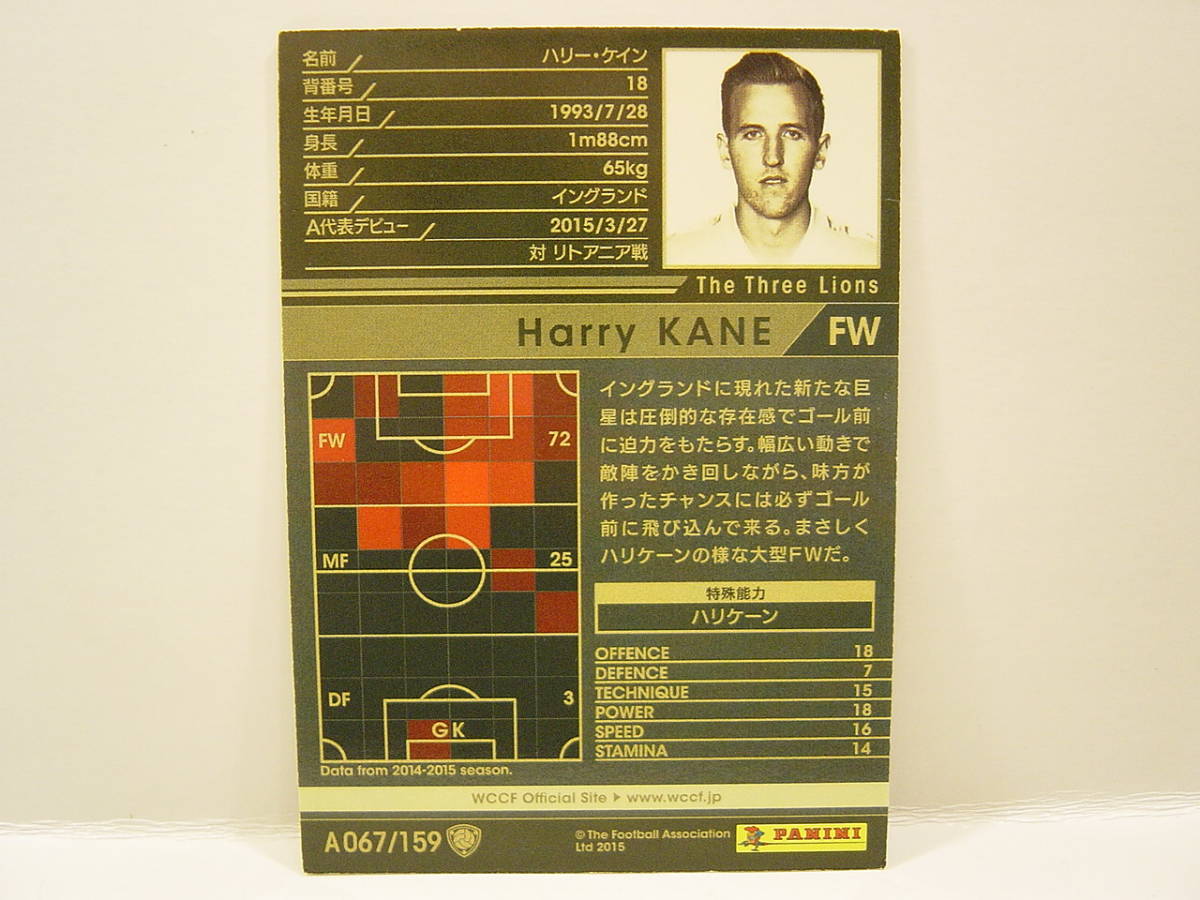 名前 ハリー・ケイン
背番号 18
生年月日 1993/7/28
身長 1m88cm
体重 65kg
国籍 イングランド
A代表デビュー 2015/3/27
対 リトアニア戦
The Three Lions
Harry KANE FW
FW 72
MF 25
DF 3
GK
Data from 2014-2015 season.
イングランドに現れた新たな巨
星は圧倒的な存在感でゴール前
に迫力をもたらす。幅広い動きで
敵陣をかき回しながら、味方が
作ったチャンスには必ずゴール
前に飛び込んで来る。まさしく
ハリケーンの様な大型FWだ。
特殊能力
ハリケーン
OFFENCE 18
DEFENCE 7
TECHNIQUE 15
POWER 18
SPEED 16
STAMINA 14
WCCF Official Site ▶ www.wccf.jp
A067/159
© The Football Association
Ltd 2015
PANINI